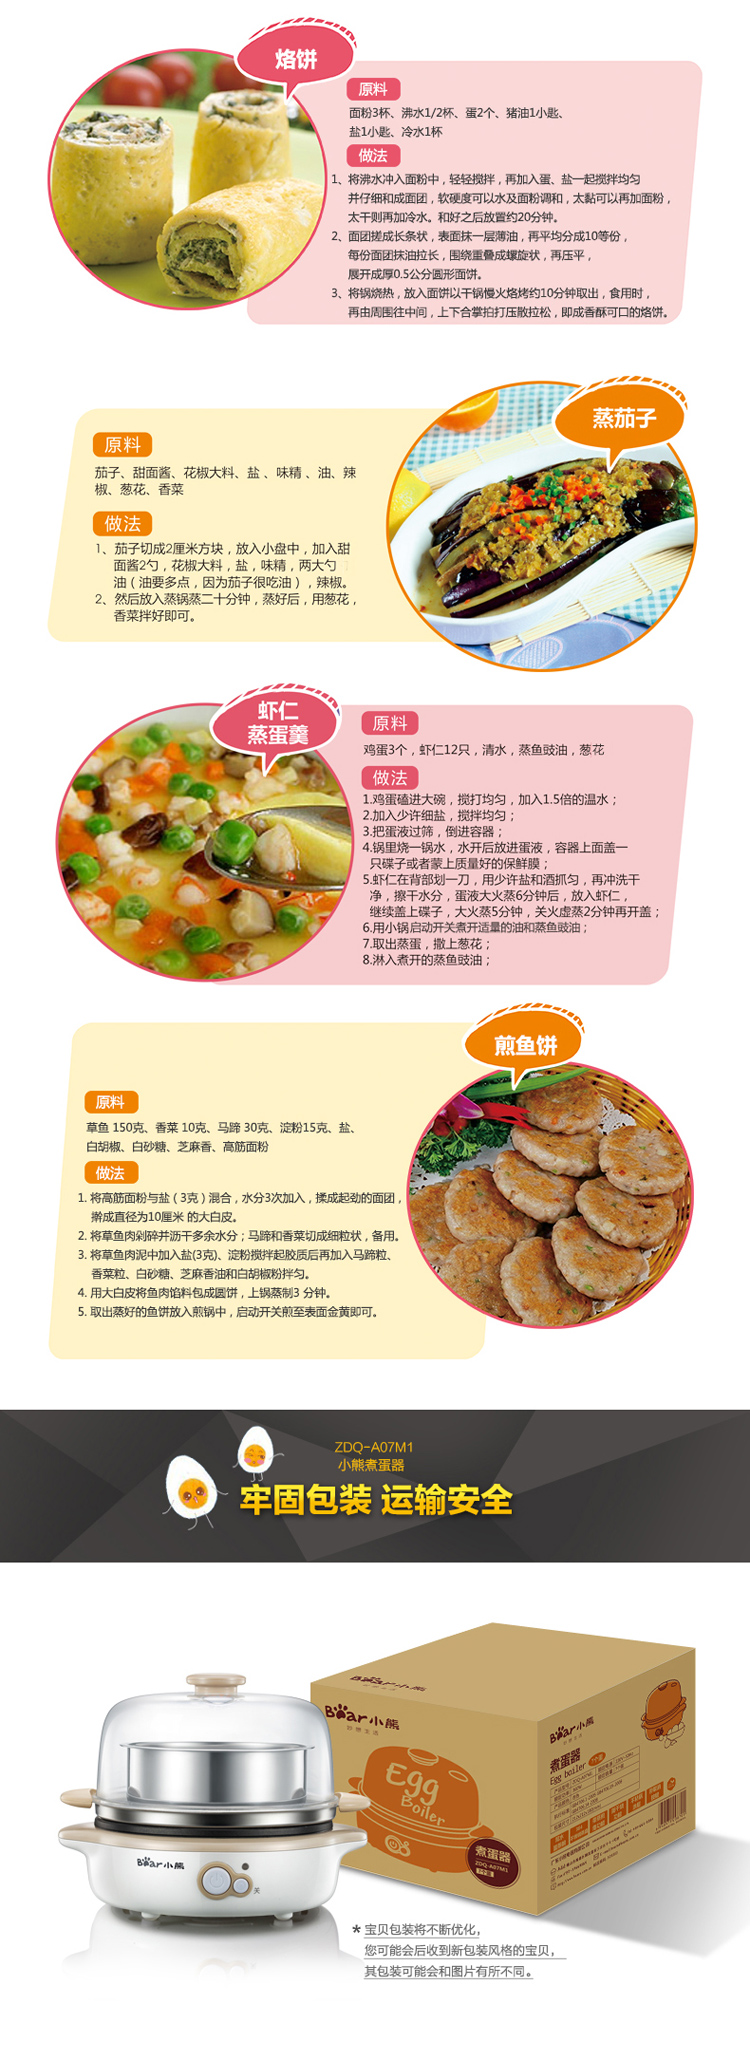 烙饼
原料
面粉3杯、沸水1/2杯、蛋2个、猪油1小匙、
盐1小匙、冷水1杯
做法
1、将沸水冲入面粉中，轻轻搅拌，再加入蛋、盐一起搅拌均匀
并仔细和成面团，软硬度可以水及面粉调和，太黏可以再加面粉，
太干则再加冷水。和好之后放置约20分钟。
2、面团搓成长条状，表面抹一层薄油，再平均分成10等份，
每份面团抹油拉长，围绕重叠成螺旋状，再压平，
展开成厚0.5公分圆形面饼。
3、将锅烧热，放入面饼以干锅慢火烙烤约10分钟取出，食用时，
再由周围往中间，上下合掌拍打压散拉松，即成香酥可口的烙饼。
蒸茄子
原料
茄子、甜面酱、花椒大料、盐 、味精 、油、辣
椒、葱花、香菜
做法
1、茄子切成2厘米方块，放入小盘中，加入甜
面酱2勺，花椒大料，盐，味精，两大勺
油（油要多点，因为茄子很吃油），辣椒。
2、然后放入蒸锅蒸二十分钟，蒸好后，用葱花，
香菜拌好即可。
虾仁
蒸蛋羹
原料
鸡蛋3个，虾仁12只，清水，蒸鱼豉油，葱花
做法
1.鸡蛋磕进大碗，搅打均匀，加入1.5倍的温水；
2.加入少许细盐，搅拌均匀；
3.把蛋液过筛，倒进容器；
4.锅里烧一锅水，水开后放进蛋液，容器上面盖一
只碟子或者蒙上质量好的保鲜膜；
5.虾仁在背部划一刀，用少许盐和酒抓匀，再冲洗干
净，擦干水分，蛋液大火蒸6分钟后，放入虾仁，
继续盖上碟子，大火蒸5分钟，关火虚蒸2分钟再开盖；
6.用小锅启动开关煮开适量的油和蒸鱼豉油；
7.取出蒸蛋，撒上葱花；
8.淋入煮开的蒸鱼豉油；
煎鱼饼
原料
草鱼 150克、香菜 10克、马蹄 30克、淀粉15克、盐、
白胡椒、白砂糖、芝麻香、高筋面粉
做法
1. 将高筋面粉与盐（3克）混合，水分3次加入，揉成起劲的面团，
擀成直径为10厘米 的大白皮。
2. 将草鱼肉剁碎并沥干多余水分；马蹄和香菜切成细粒状，备用。
3. 将草鱼肉泥中加入盐(3克)、淀粉搅拌起胶质后再加入马蹄粒、
香菜粒、白砂糖、芝麻香油和白胡椒粉拌匀。
4. 用大白皮将鱼肉馅料包成圆饼，上锅蒸制3 分钟。
5. 取出蒸好的鱼饼放入煎锅中，启动开关煎至表面金黄即可。
ZDQ-A07M1
小熊煮蛋器
牢固包装 运输安全
Bear小熊
Bear小熊
妙想生活
Egg
Boiler
煮蛋器
ZDQ-A07M1
Bear小熊
煮蛋器
Egg boiler
Bear小熊
关
* 宝贝包装将不断优化，
您可能会后收到新包装风格的宝贝，
其包装可能会和图片有所不同。